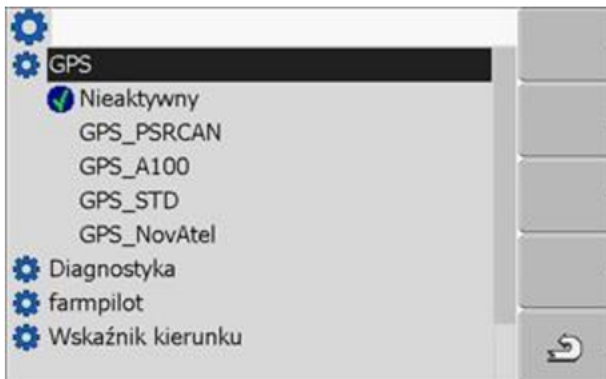 GPS
Nieaktywny
GPS_PSRCAN
GPS_A100
GPS_STD
GPS_NovAtel
Diagnostyka
farmpilot
Wskaźnik kierunku